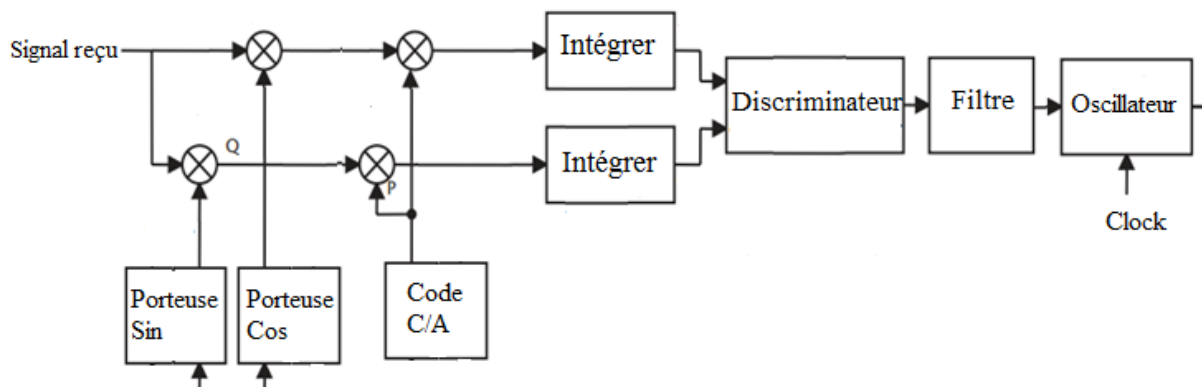 Signal reçu
Intégrer
Discriminateur
Filtre
Oscillateur
Q
P
Intégrer
Clock
Porteuse
Sin
Porteuse
Cos
Code
C/A